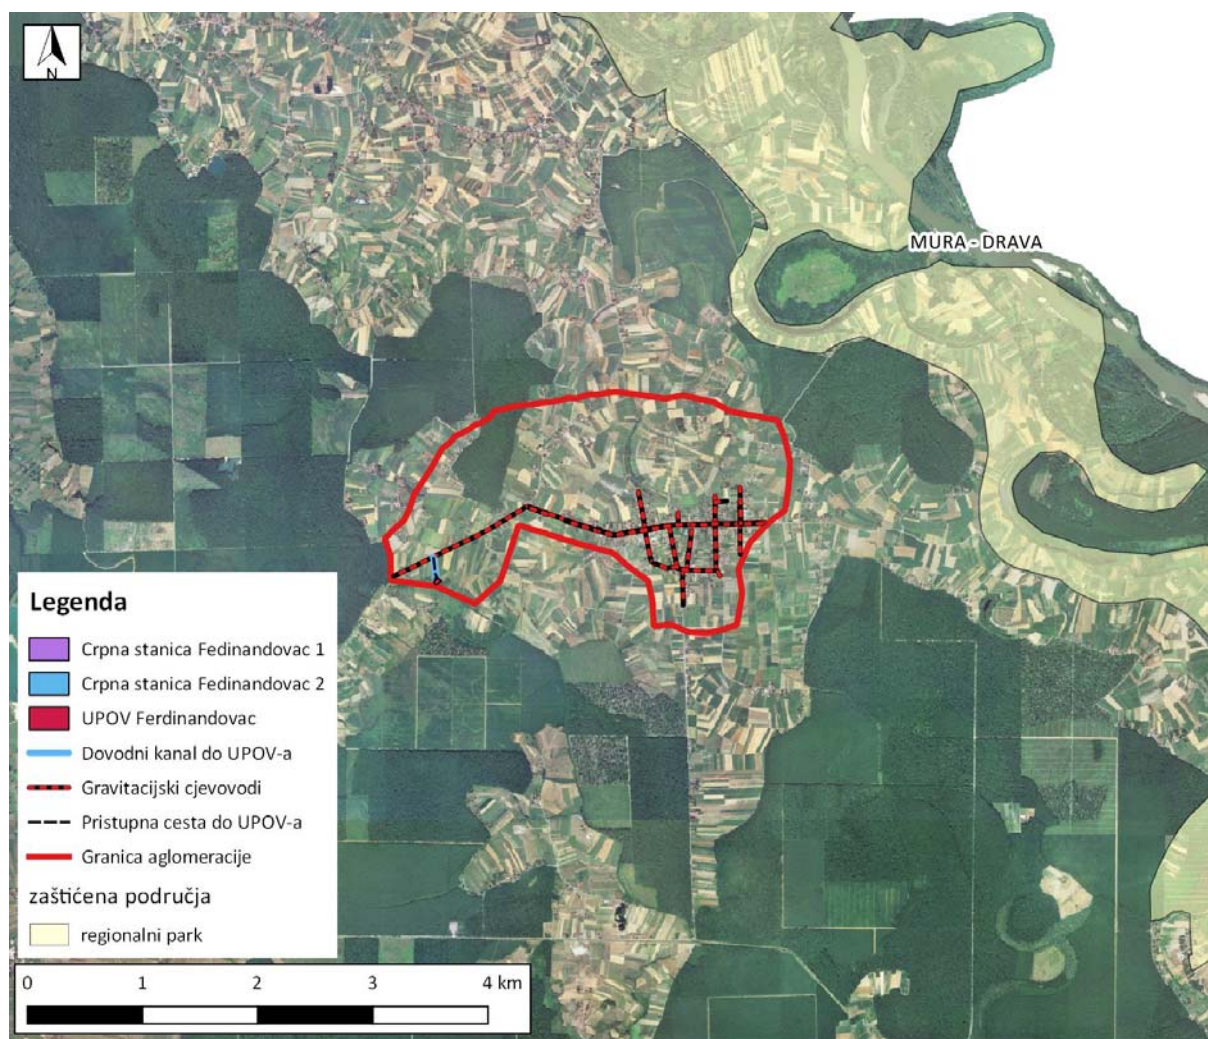 N
MURA - DRAVA
Legenda
Crpna stanica Fedinandovac 1
Crpna stanica Fedinandovac 2
UPOV Ferdinandovac
Dovodni kanal do UPOV-a
Gravitacijski cjevovodi
Pristupna cesta do UPOV-a
Granica aglomeracije
zaštićena područja
regionalni park
0 1 2 3 4 km